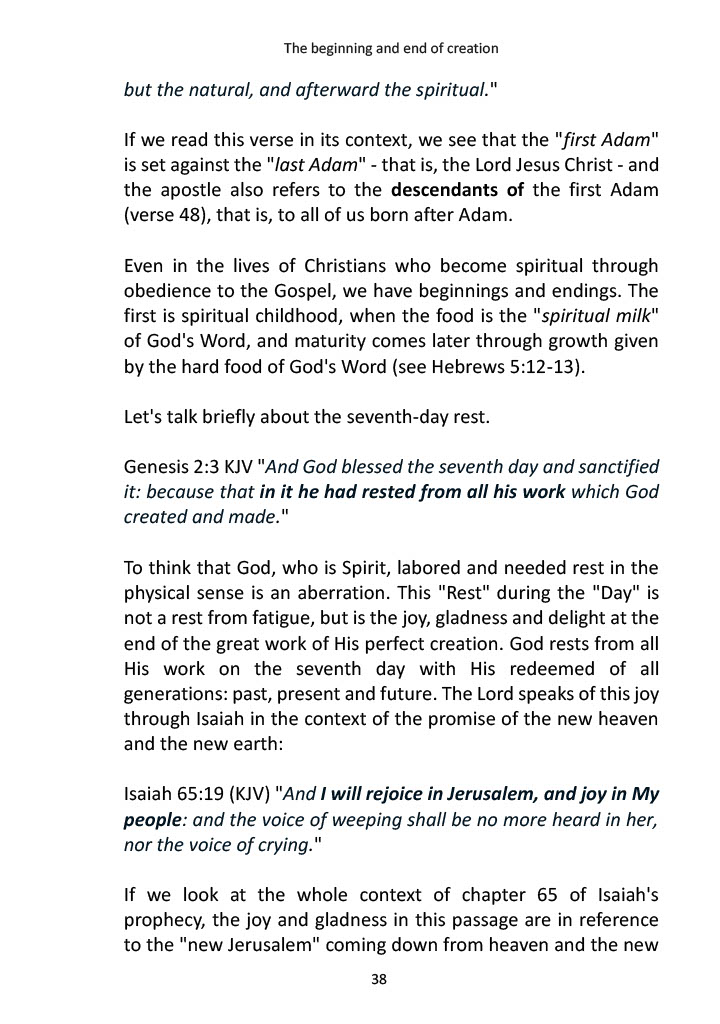 The beginning and end of creation
but the natural, and afterward the spiritual."
If we read this verse in its context, we see that the "first Adam"
is set against the "last Adam" - that is, the Lord Jesus Christ - and
the apostle also refers to the descendants of the first Adam
(verse 48), that is, to all of us born after Adam.
Even in the lives of Christians who become spiritual through
obedience to the Gospel, we have beginnings and endings. The
first is spiritual childhood, when the food is the "spiritual milk"
of God's Word, and maturity comes later through growth given
by the hard food of God's Word (see Hebrews 5:12-13).
Let's talk briefly about the seventh-day rest.
Genesis 2:3 KJV "And God blessed the seventh day and sanctified
it: because that in it he had rested from all his work which God
created and made."
To think that God, who is Spirit, labored and needed rest in the
physical sense is an aberration. This "Rest" during the "Day" is
not a rest from fatigue, but is the joy, gladness and delight at the
end of the great work of His perfect creation. God rests from all
His work on the seventh day with His redeemed of all
generations: past, present and future. The Lord speaks of this joy
through Isaiah in the context of the promise of the new heaven
and the new earth:
Isaiah 65:19 (KJV) "And I will rejoice in Jerusalem, and joy in My
people: and the voice of weeping shall be no more heard in her,
nor the voice of crying."
If we look at the whole context of chapter 65 of Isaiah's
prophecy, the joy and gladness in this passage are in reference
to the "new Jerusalem" coming down from heaven and the new
38